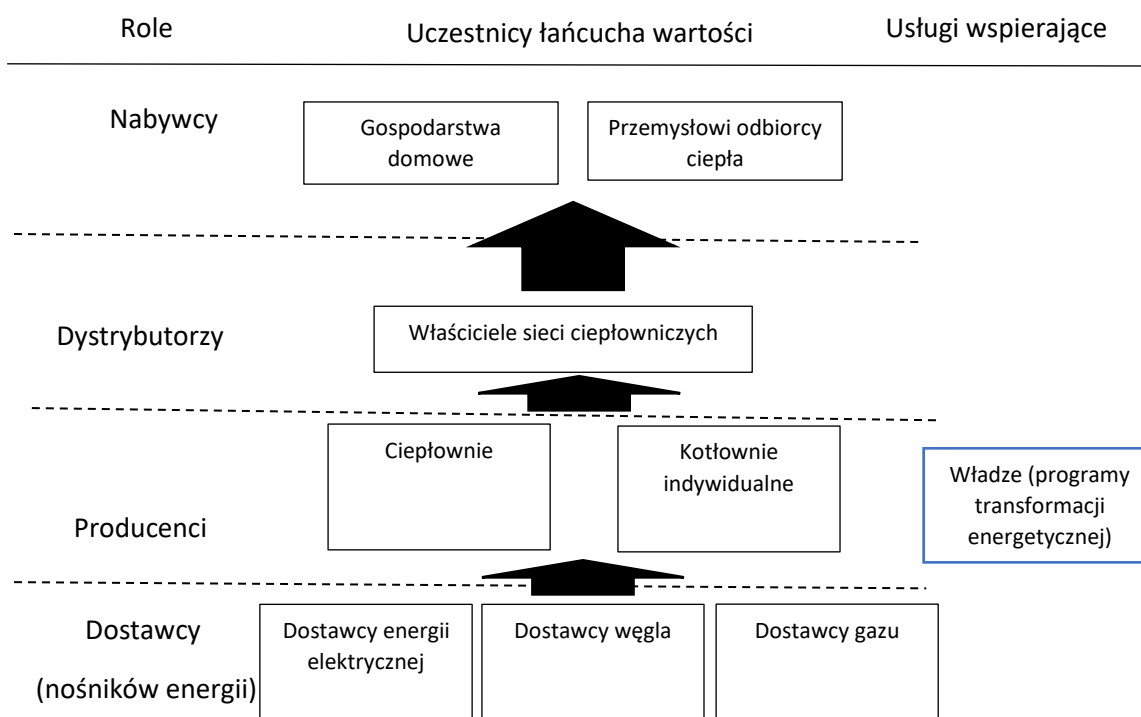 Role
Uczestnicy łańcucha wartości
Usługi wspierające
Nabywcy
Gospodarstwa
domowe
Przemysłowi odbiorcy
ciepła
Dystrybutorzy
Właściciele sieci ciepłowniczych
Producenci
Ciepłownie
Kotłownie
indywidualne
Władze (programy
transformacji
energetycznej)
Dostawcy
(nośników energii)
Dostawcy energii
elektrycznej
Dostawcy węgla
Dostawcy gazu